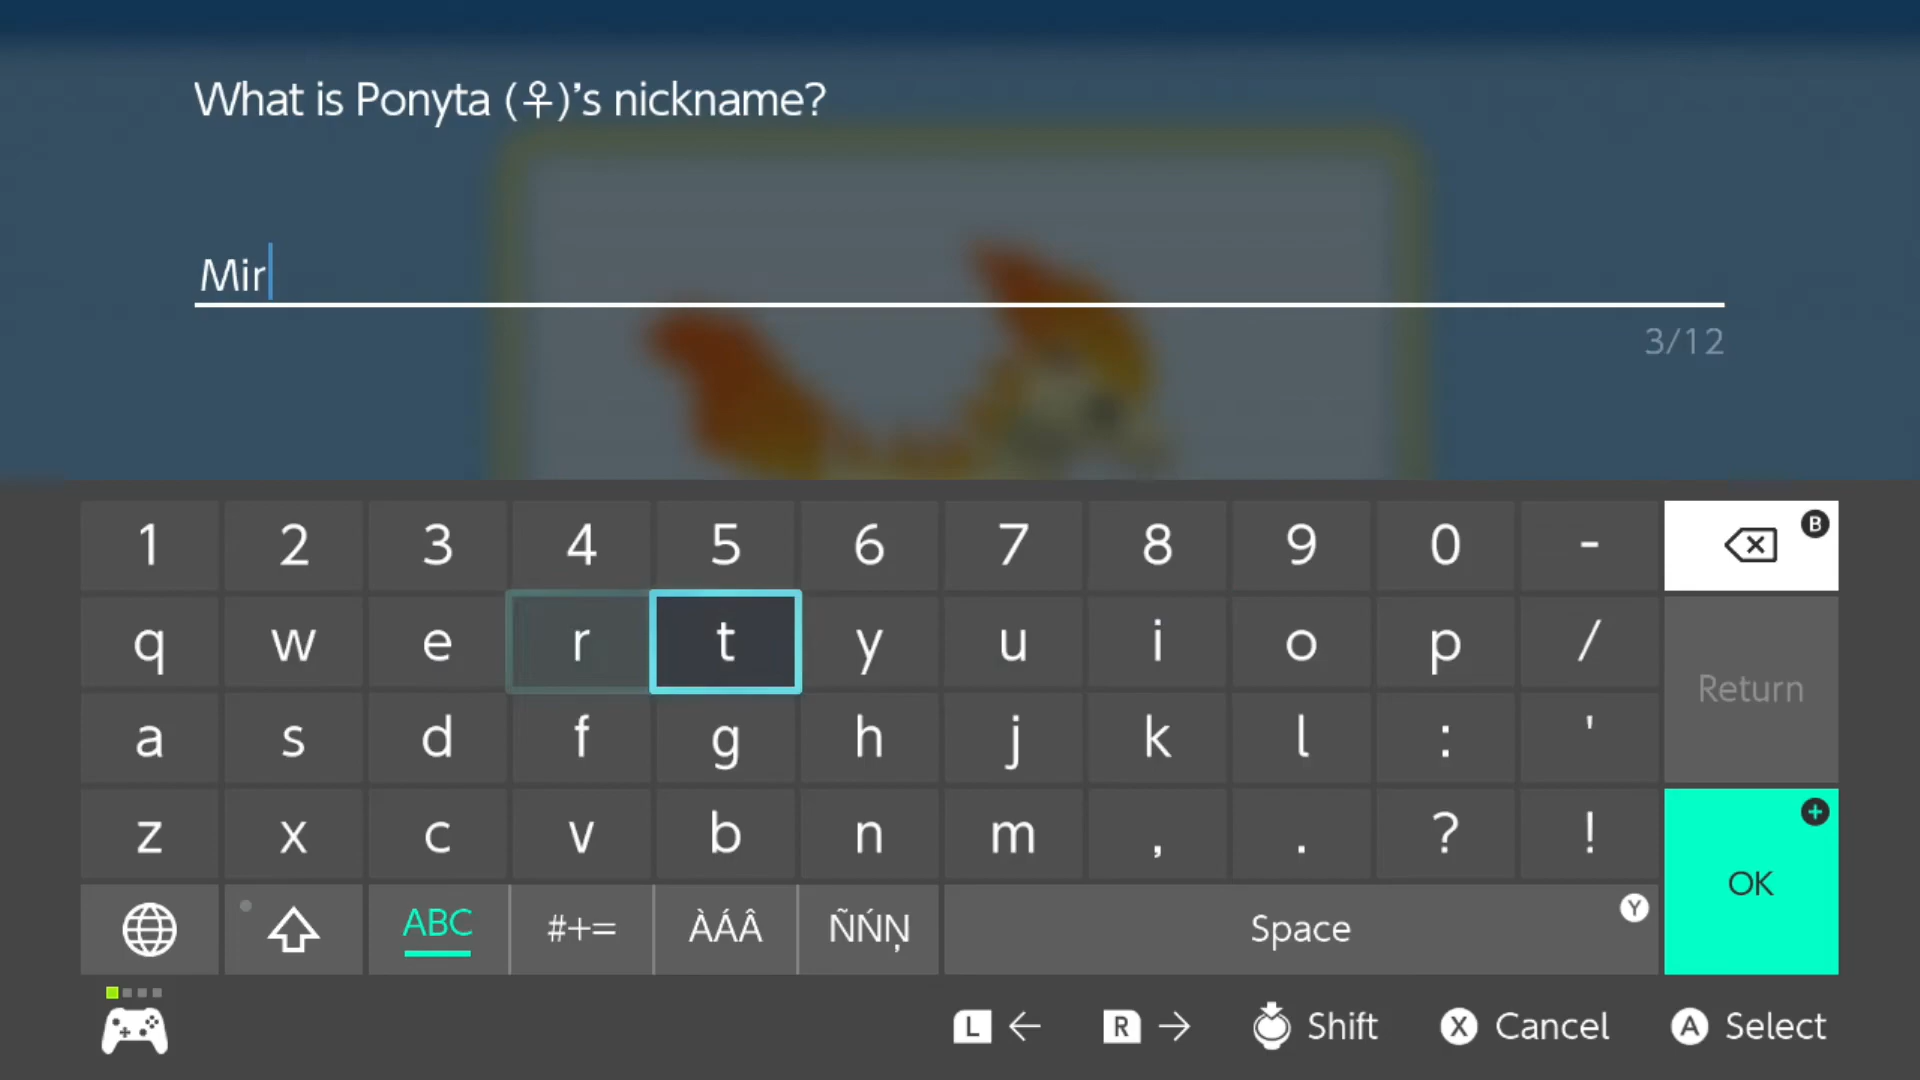 What is Ponyta (♀)'s nickname?
Mir
3/12
1 2 3 4 5 6 7 8 9 0 - B
q w e r t y u i o p /
Return
a s d f g h j k l : '
z x c v b n m , . ? ! +
OK
ABC #+= ÀÁÂ ÑŃŅ Space Y
L ← R → Shift X Cancel A Select